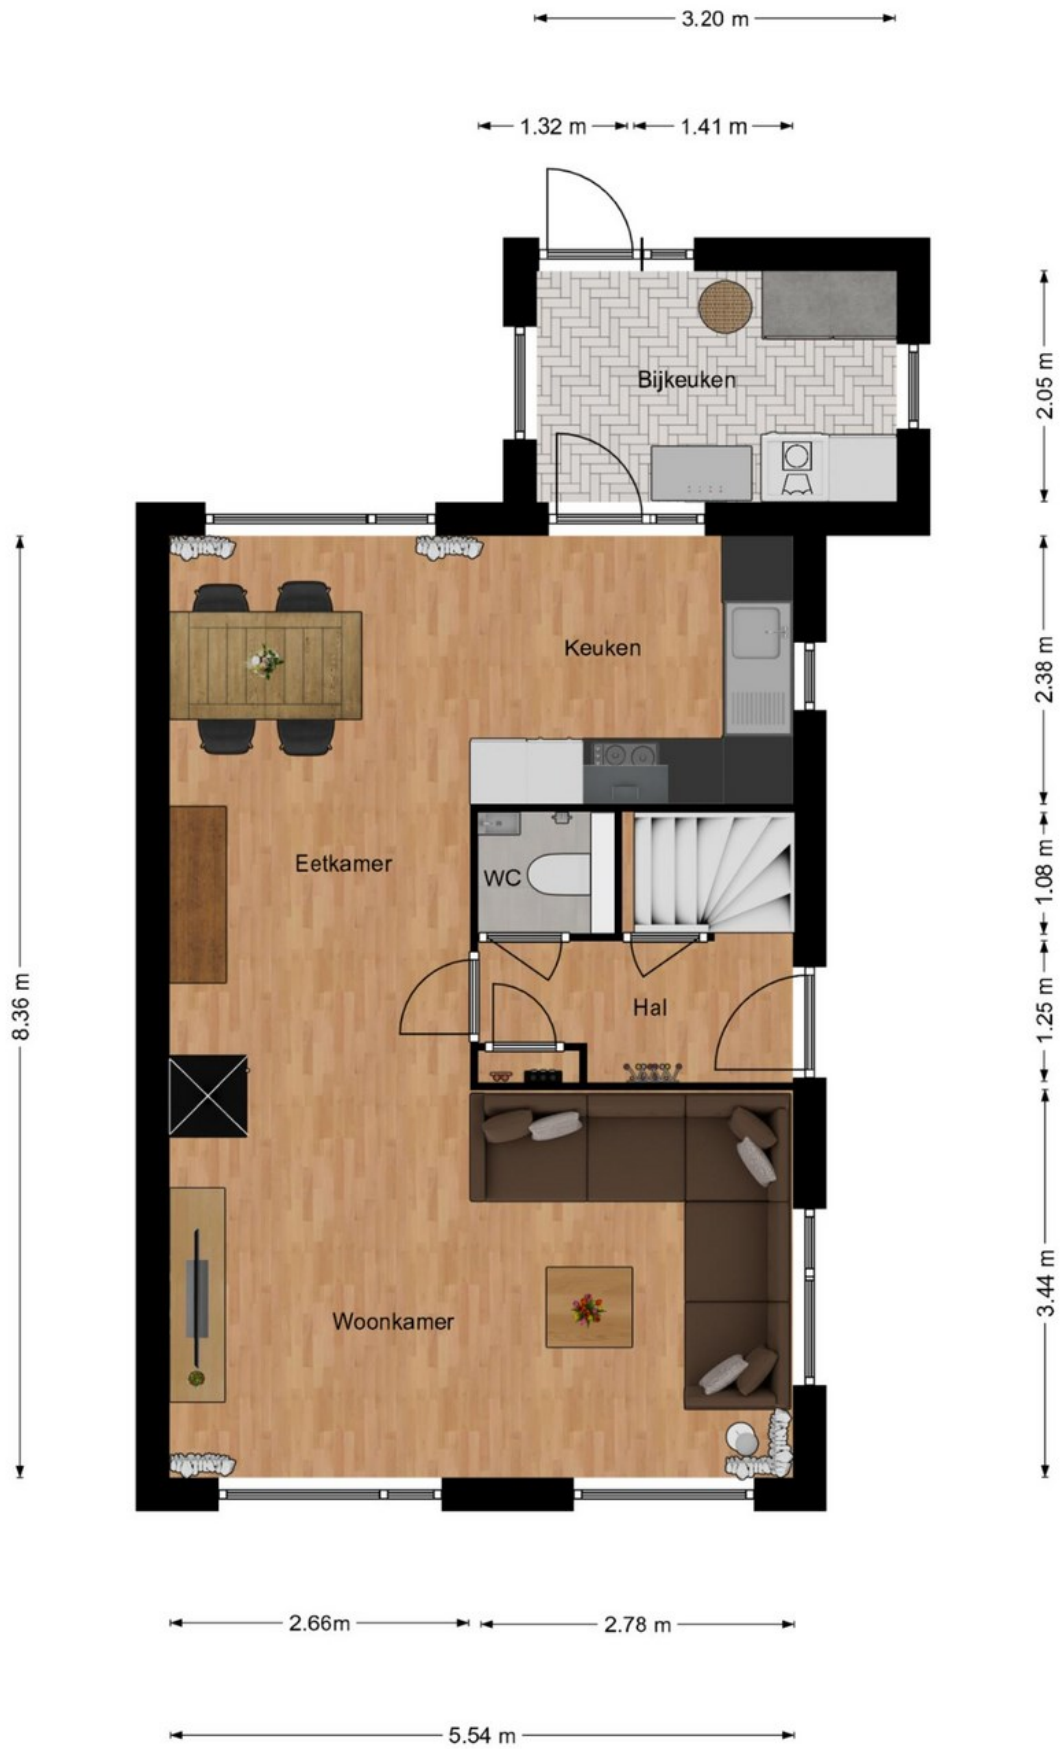 3.20 m
1.32 m
1.41 m
Bijkeuken
2.05 m
Keuken
2.38 m
Eetkamer
WC
1.08 m
8.36 m
Hal
1.25 m
Woonkamer
3.44 m
2.66m
2.78 m
5.54 m